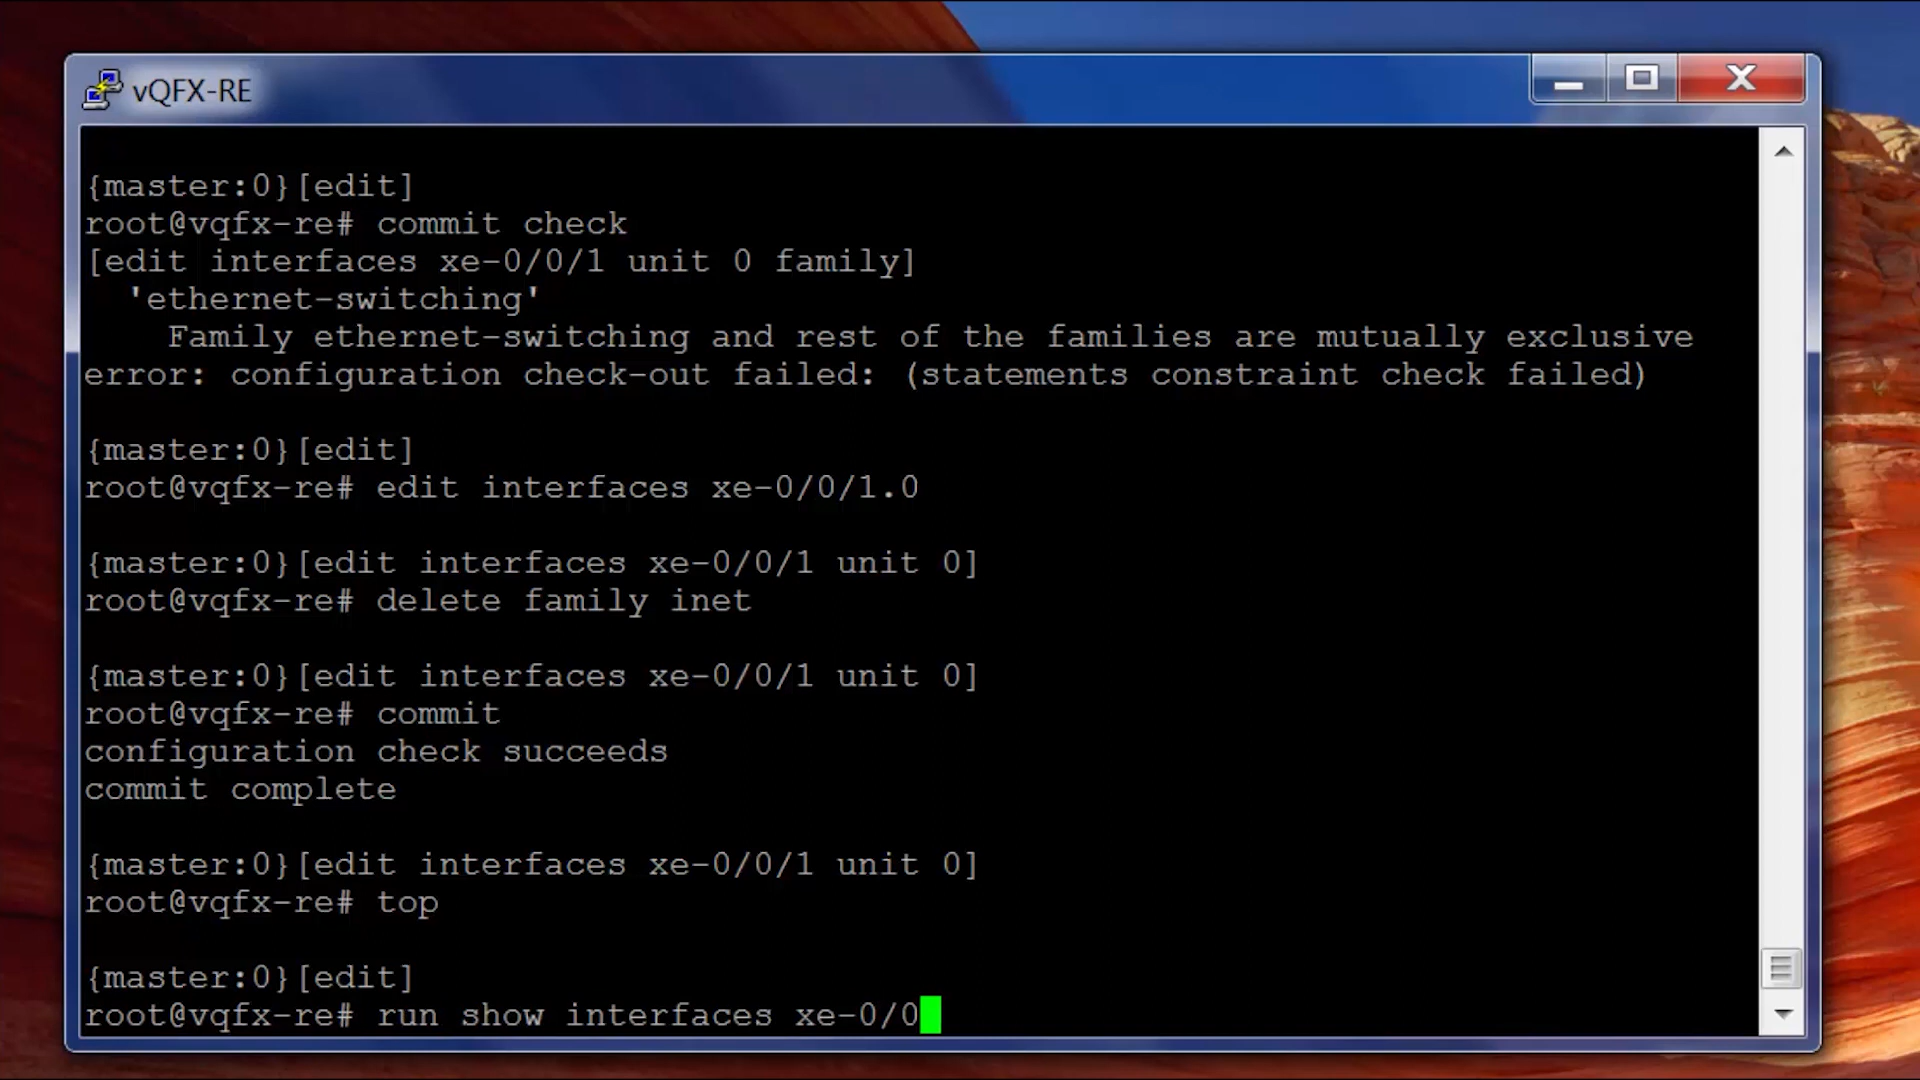 vQFX-RE
{master:0}[edit]
root@vqfx-re# commit check
[edit interfaces xe-0/0/1 unit 0 family]
  'ethernet-switching'
    Family ethernet-switching and rest of the families are mutually exclusive
error: configuration check-out failed: (statements constraint check failed)
{master:0}[edit]
root@vqfx-re# edit interfaces xe-0/0/1.0
{master:0}[edit interfaces xe-0/0/1 unit 0]
root@vqfx-re# delete family inet
{master:0}[edit interfaces xe-0/0/1 unit 0]
root@vqfx-re# commit
configuration check succeeds
commit complete
{master:0}[edit interfaces xe-0/0/1 unit 0]
root@vqfx-re# top
{master:0}[edit]
root@vqfx-re# run show interfaces xe-0/0